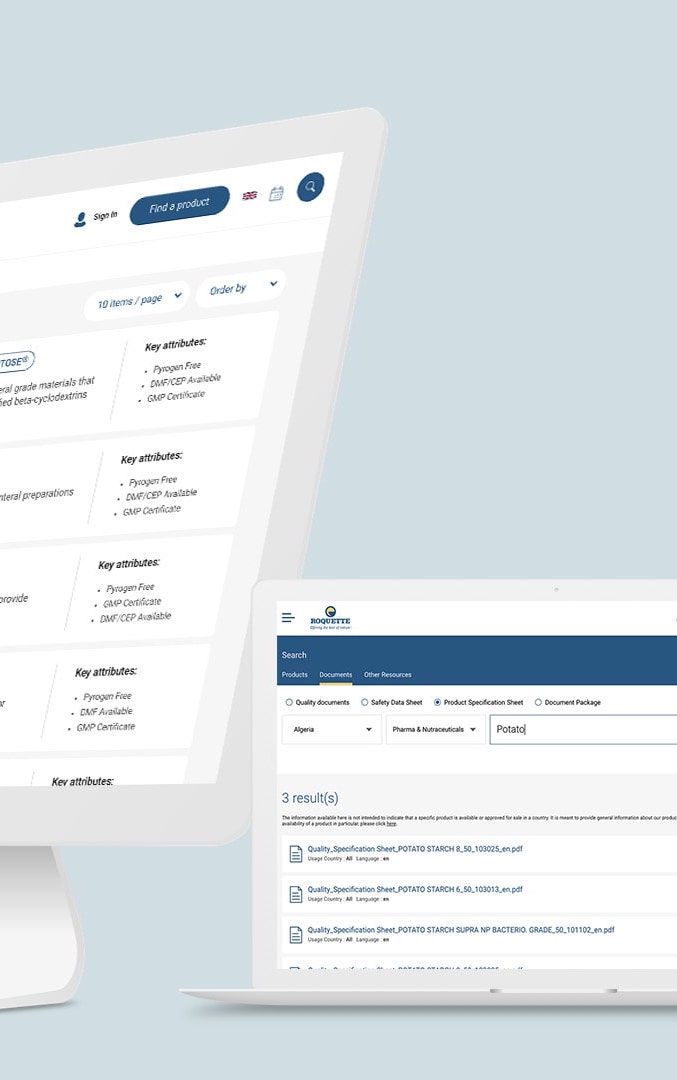 Sign In
Find a product
10 items / page
Order by
TOSE®
eral grade materials that
fied beta-cyclodextrins
Key attributes:
Pyrogen Free
DMF/CEP Available
GMP Certificate
nteral preparations
Key attributes:
Pyrogen Free
DMF/CEP Available
GMP Certificate
provide
Key attributes:
Pyrogen Free
GMP Certificate
DMF/CEP Available
or
Key attributes:
Pyrogen Free
DMF Available
GMP Certificate
Key attributes:
ROQUETTE
Offering the best of nature
Search
Products Documents Other Resources
Quality documents Safety Data Sheet Product Specification Sheet Document Package
Algeria Pharma & Nutraceuticals Potato
3 result(s)
The information available here is not intended to indicate that a specific product is available or approved for sale in a country. It is meant to provide general information about our produc
availability of a product in particular, please click here.
Quality_Specification Sheet_POTATO STARCH 8_50_103025_en.pdf
Usage Country : All Language : en
Quality_Specification Sheet_POTATO STARCH 6_50_103013_en.pdf
Usage Country : All Language : en
Quality_Specification Sheet_POTATO STARCH SUPRA NP BACTERIO. GRADE_50_101102_en.pdf
Usage Country : All Language : en